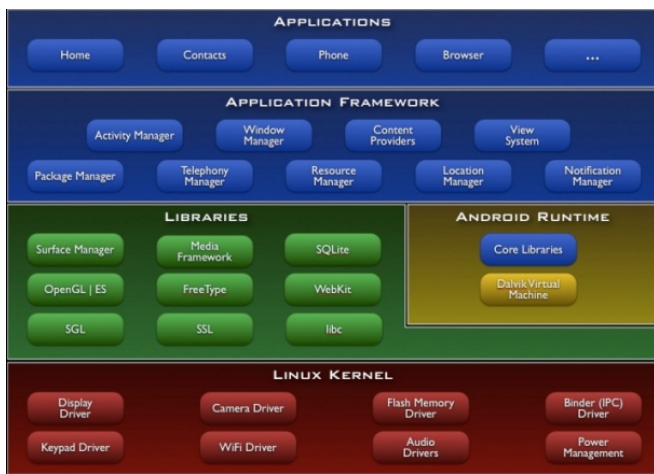 APPLICATIONS
Home
Contacts
Phone
Browser
...
APPLICATION FRAMEWORK
Activity Manager
Window
Manager
Content
Providers
View
System
Package Manager
Telephony
Manager
Resource
Manager
Location
Manager
Notification
Manager
LIBRARIES
Surface Manager
Media
Framework
SQLite
OpenGL | ES
FreeType
WebKit
SGL
SSL
libc
ANDROID RUNTIME
Core Libraries
Dalvik Virtual
Machine
LINUX KERNEL
Display
Driver
Camera Driver
Flash Memory
Driver
Binder (IPC)
Driver
Keypad Driver
WiFi Driver
Audio
Drivers
Power
Management